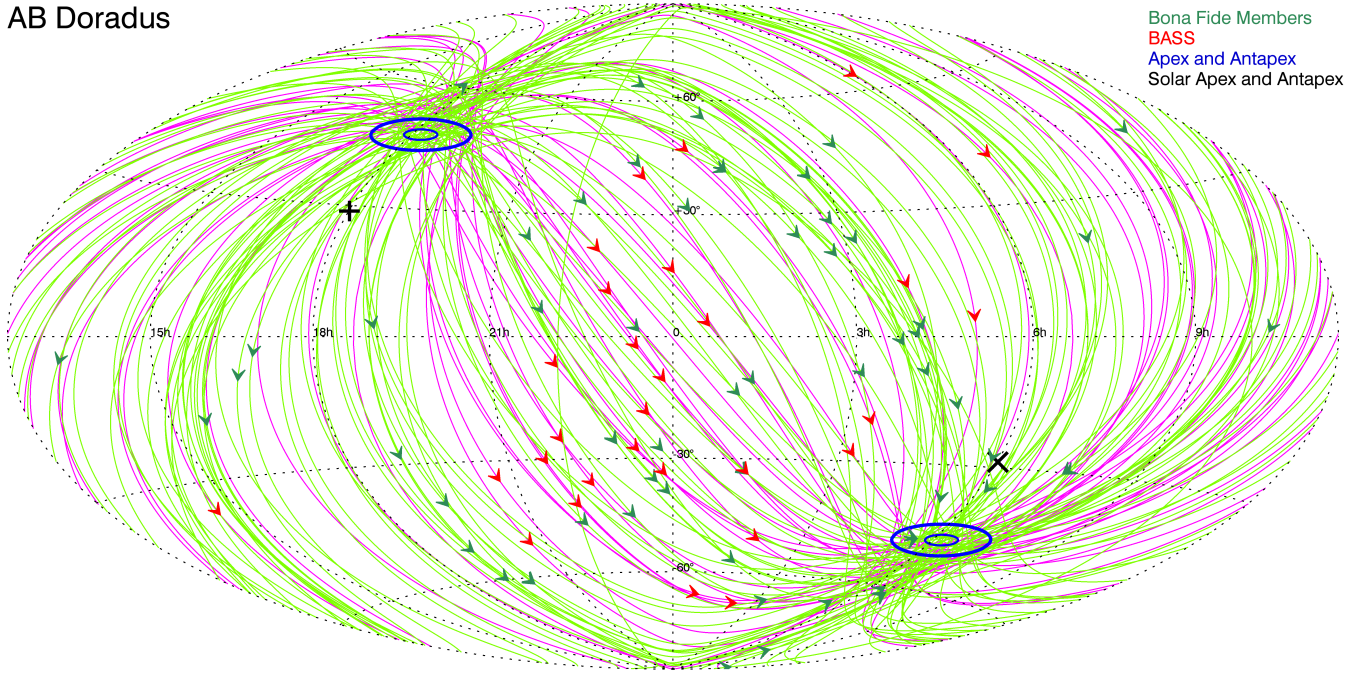 AB Doradus
Bona Fide Members
BASS
Apex and Antapex
Solar Apex and Antapex
+60°
+30°
15h 18h 21h 0 3h 6h 9h
-30°
-60°